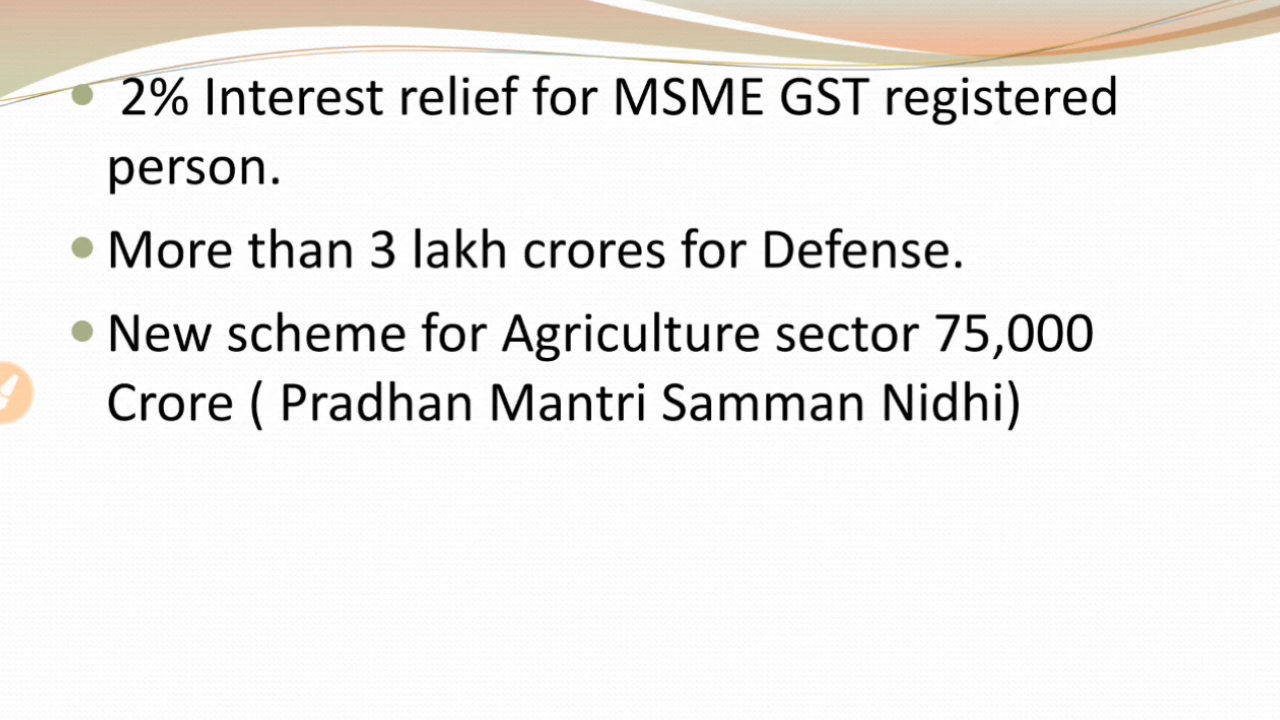 2% Interest relief for MSME GST registered
person.
More than 3 lakh crores for Defense.
New scheme for Agriculture sector 75,000
Crore ( Pradhan Mantri Samman Nidhi)